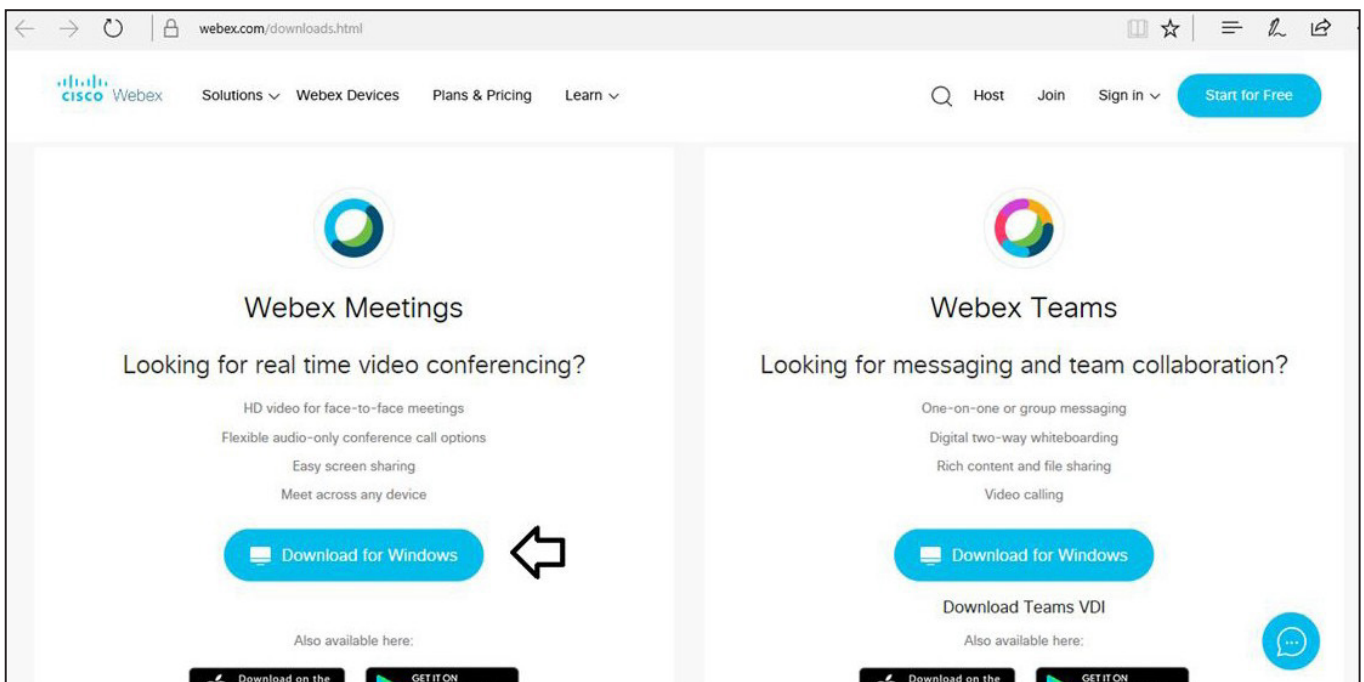 webex.com/downloads.html
CISCO Webex Solutions Webex Devices Plans & Pricing Learn Host Join Sign in Start for Free
Webex Meetings
Looking for real time video conferencing?
HD video for face-to-face meetings
Flexible audio-only conference call options
Easy screen sharing
Meet across any device
Download for Windows
Also available here:
Download on the
GET IT ON
Webex Teams
Looking for messaging and team collaboration?
One-on-one or group messaging
Digital two-way whiteboarding
Rich content and file sharing
Video calling
Download for Windows
Download Teams VDI
Also available here:
Download on the
GET IT ON